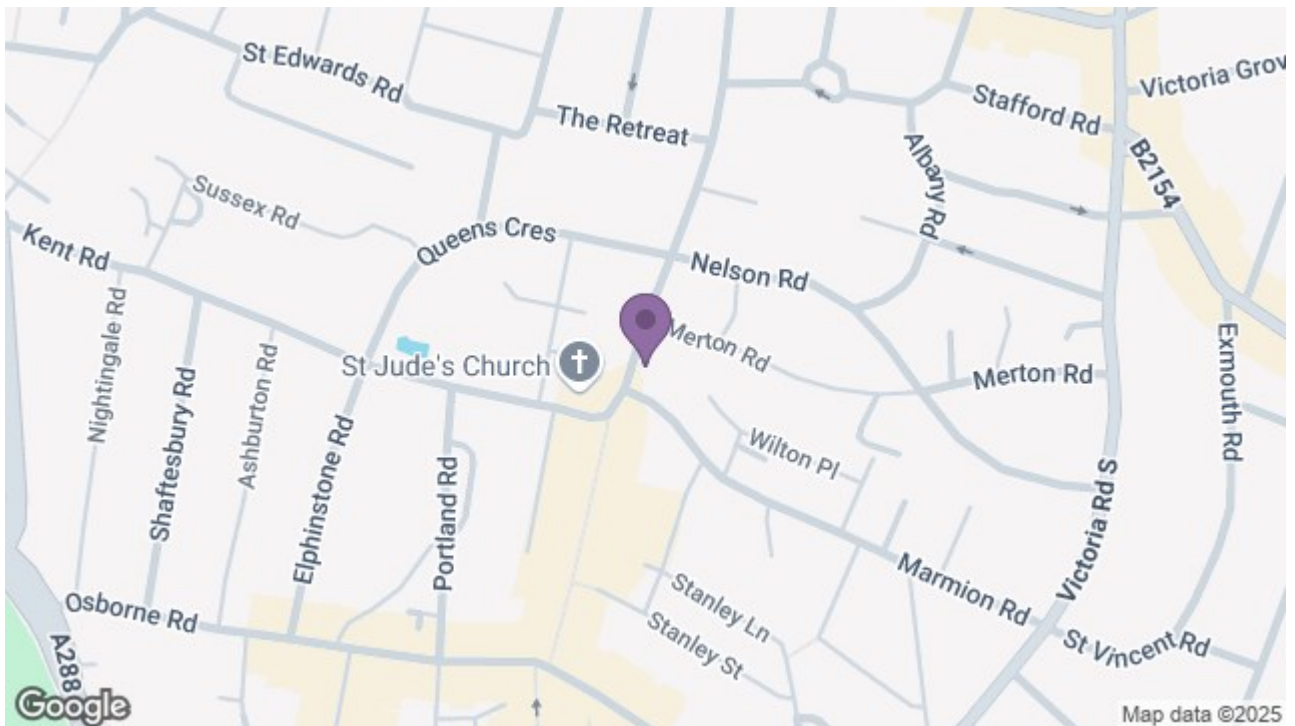 St Edwards Rd
The Retreat
Stafford Rd
Victoria Grov
B2154
Albany Rd
Sussex Rd
Queens Cres
Kent Rd
Nelson Rd
Nightingale Rd
Merton Rd
St Jude's Church
Merton Rd
Exmouth Rd
Shaftesbury Rd
Ashburton Rd
Elphinstone Rd
Portland Rd
Wilton Pl
Victoria Rd S
Marmion Rd
Osborne Rd
Stanley Ln
Stanley St
St Vincent Rd
A288
Google
Map data ©2025